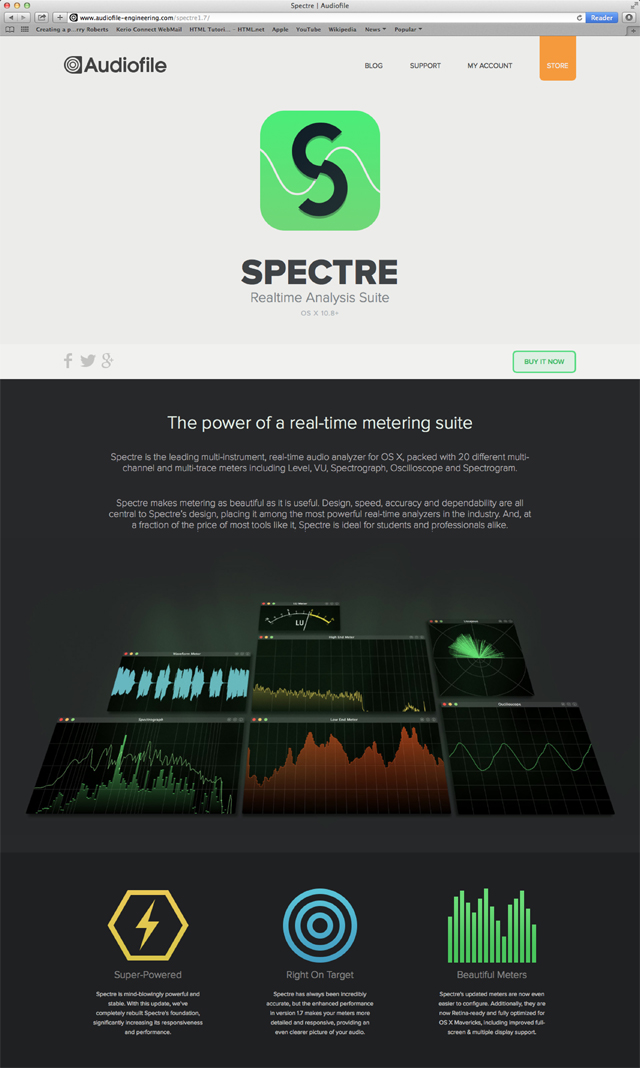 Spectre | Audiofile
www.audiofile-engineering.com/spectre1.7/
Reader
Creating a p...rry Roberts Kerio Connect WebMail HTML Tutori... - HTML.net Apple YouTube Wikipedia News Popular
Audiofile
BLOG SUPPORT MY ACCOUNT STORE
SPECTRE
Realtime Analysis Suite
OS X 10.8+
BUY IT NOW
The power of a real-time metering suite
Spectre is the leading multi-instrument, real-time audio analyzer for OS X, packed with 20 different multi-
channel and multi-trace meters including Level, VU, Spectrograph, Oscilloscope and Spectrogram.
Spectre makes metering as beautiful as it is useful. Design, speed, accuracy and dependability are all
central to Spectre's design, placing it among the most powerful real-time analyzers in the industry. And, at
a fraction of the price of most tools like it, Spectre is ideal for students and professionals alike.
LU
High End Meter
Waveform Meter
Oscilloscope
Spectrograph
Low End Meter
Super-Powered
Spectre is mind-blowingly powerful and
stable. With this update, we've
completely rebuilt Spectre's foundation,
significantly increasing its responsiveness
and performance.
Right On Target
Spectre has always been incredibly
accurate, but the enhanced performance
in version 1.7 makes your meters more
detailed and responsive, providing an
even clearer picture of your audio.
Beautiful Meters
Spectre's updated meters are now even
easier to configure. Additionally, they are
now Retina-ready and fully optimized for
OS X Mavericks, including improved full-
screen & multiple display support.